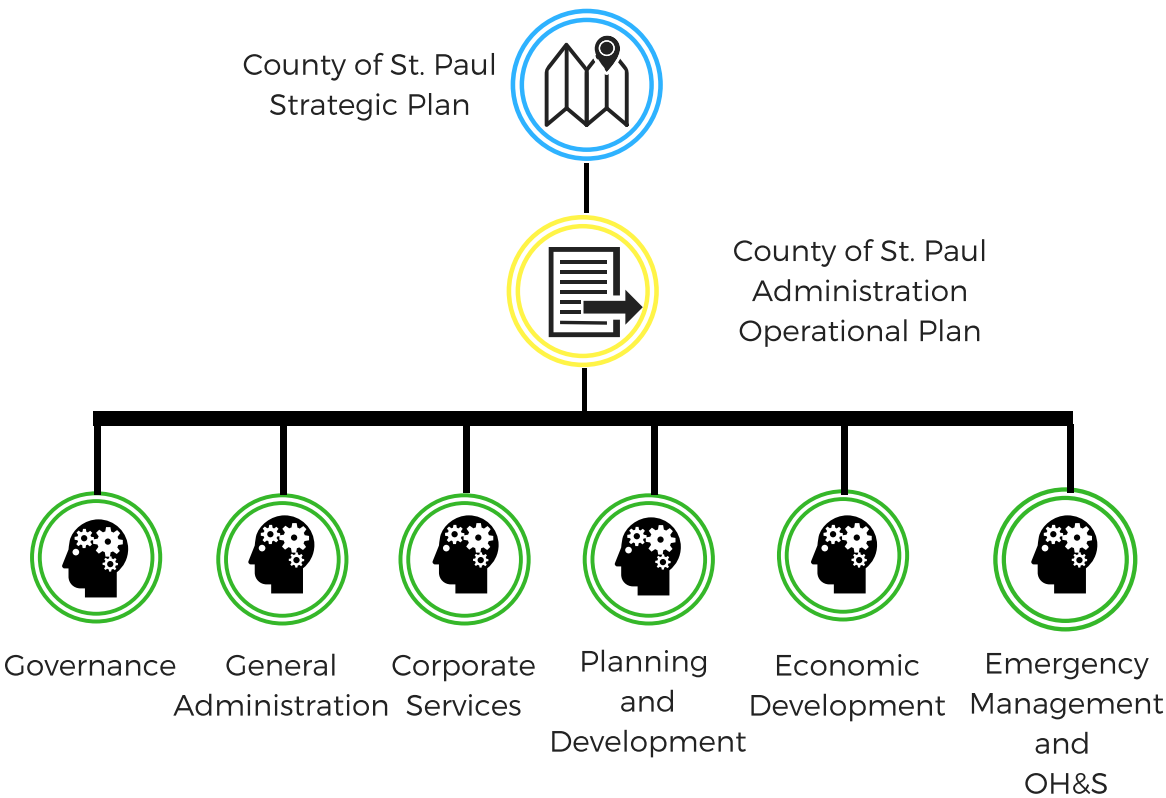 County of St. Paul
Strategic Plan
County of St. Paul
Administration
Operational Plan
Governance
General
Administration
Corporate
Services
Planning
and
Development
Economic
Development
Emergency
Management
and
OH&S